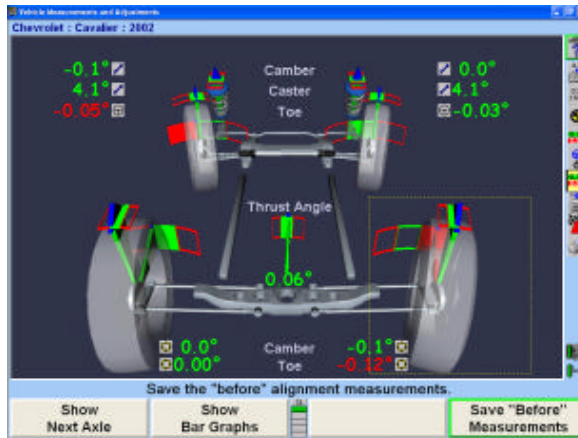 Vehicle Measurements and Adjustments
Chevrolet : Cavalier : 2002
-0.1° Camber 0.0°
4.1° Caster 4.1°
-0.05° Toe -0.03°
Thrust Angle
0.06°
0.0° Camber -0.1°
0.00° Toe -0.12°
Save the "before" alignment measurements.
Show Next Axle
Show Bar Graphs
Save "Before" Measurements